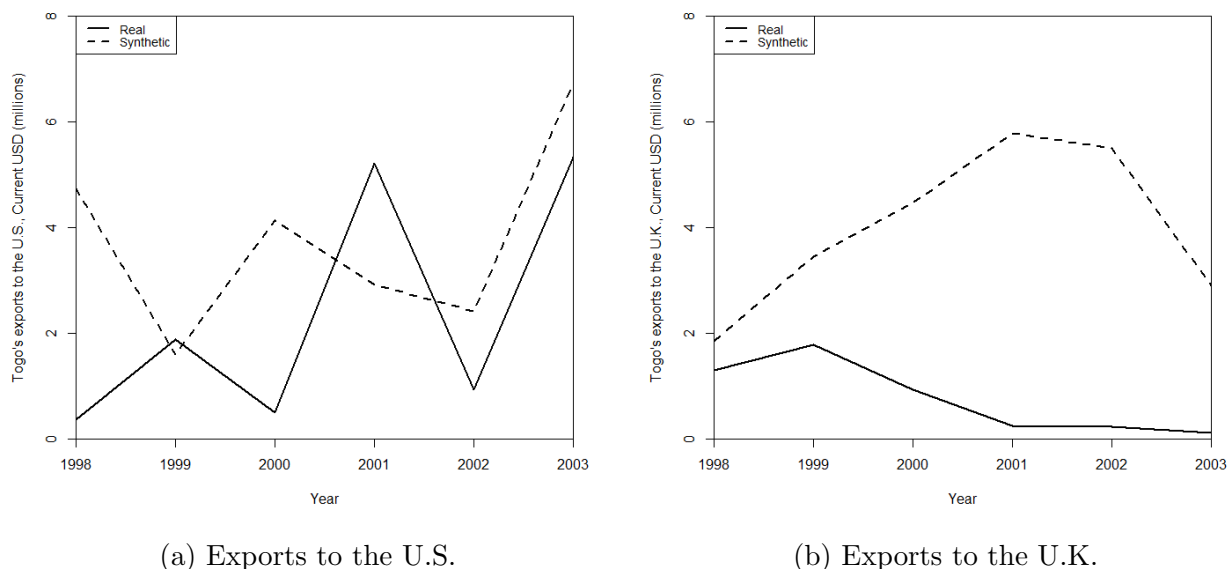 Real
Synthetic
Togo's exports to the U.S., Current USD (millions)
8
6
4
2
0
1998 1999 2000 2001 2002 2003
Year
(a) Exports to the U.S.
Real
Synthetic
Togo's exports to the U.K., Current USD (millions)
8
6
4
2
0
1998 1999 2000 2001 2002 2003
Year
(b) Exports to the U.K.